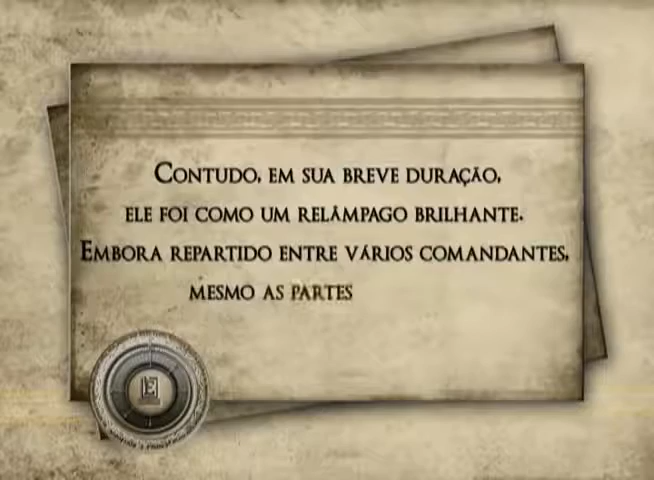 Contudo, em sua breve duração,
ele foi como um relâmpago brilhante.
Embora repartido entre vários comandantes,
mesmo as partes